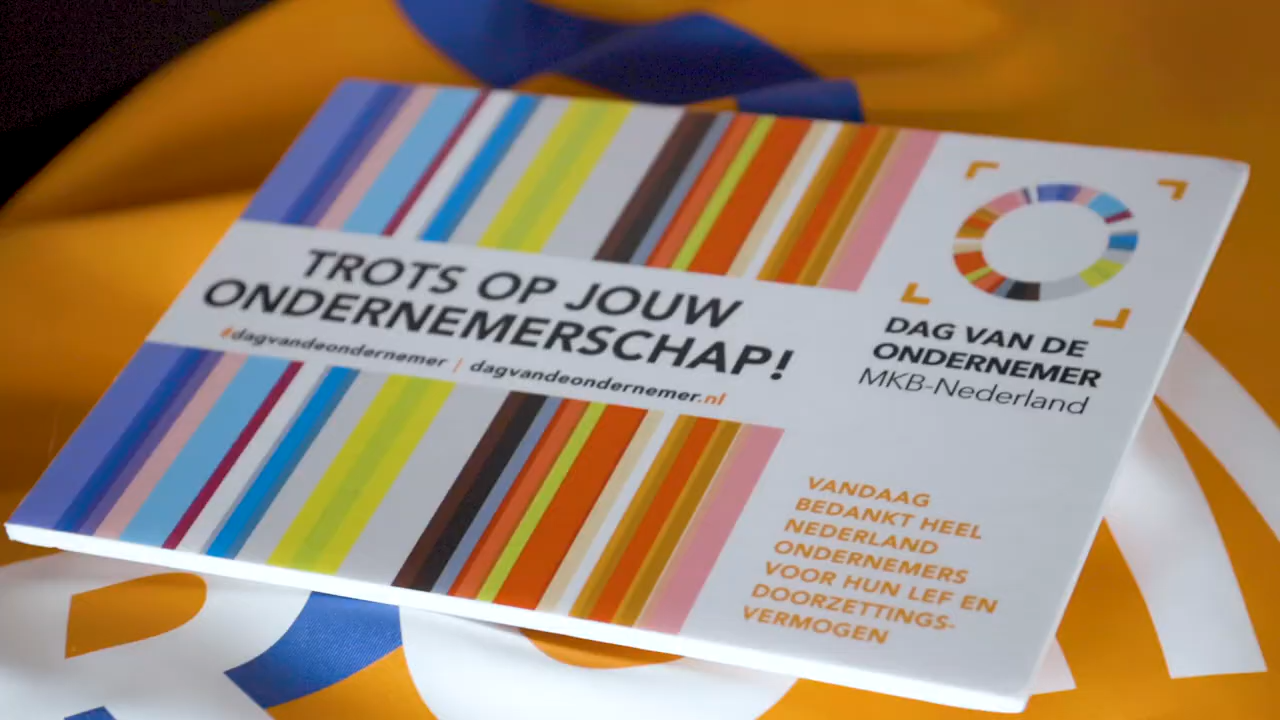 TROTS OP JOUW
ONDERNEMERSCHAP!
#dagvandeondernemer | dagvandeondernemer.nl
DAG VAN DE
ONDERNEMER
MKB-Nederland
VANDAAG
BEDANKT HEEL
NEDERLAND
ONDERNEMERS
VOOR HUN LEF EN
DOORZETTINGS-
VERMOGEN